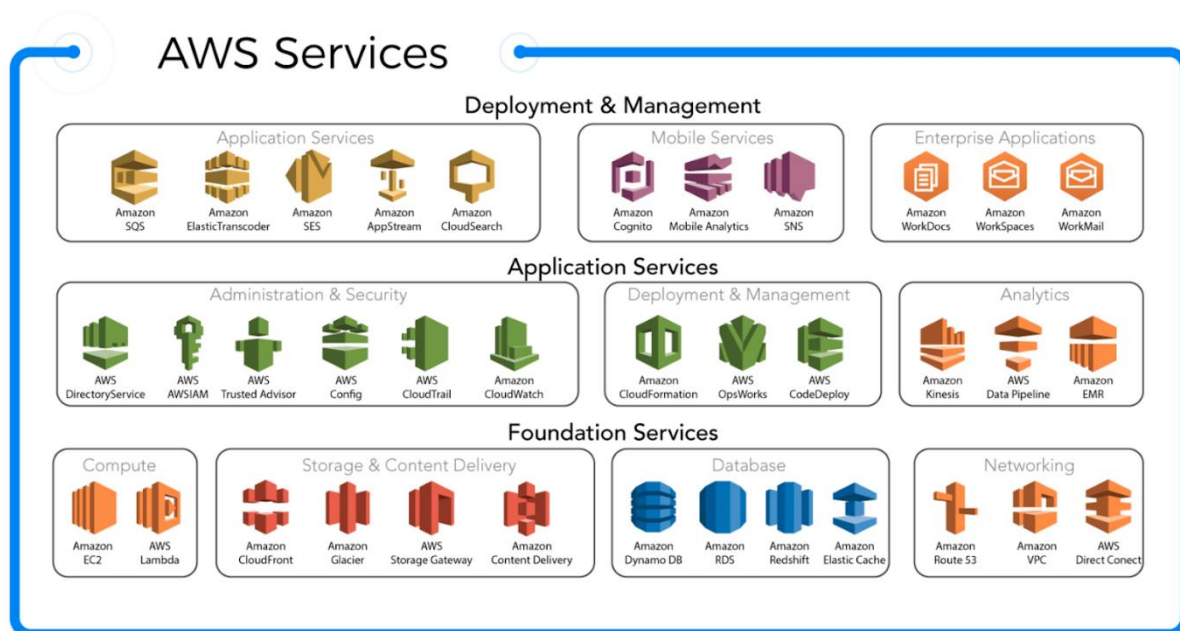 AWS Services
Deployment & Management
Application Services
Amazon
SQS
Amazon
ElasticTranscoder
Amazon
SES
Amazon
AppStream
Amazon
CloudSearch
Mobile Services
Amazon
Cognito
Amazon
Mobile Analytics
Amazon
SNS
Enterprise Applications
Amazon
WorkDocs
Amazon
WorkSpaces
Amazon
WorkMail
Application Services
Administration & Security
AWS
DirectoryService
AWS
AWSIAM
AWS
Trusted Advisor
AWS
Config
AWS
CloudTrail
Amazon
CloudWatch
Deployment & Management
Amazon
CloudFormation
AWS
OpsWorks
AWS
CodeDeploy
Analytics
Amazon
Kinesis
AWS
Data Pipeline
Amazon
EMR
Foundation Services
Compute
Amazon
EC2
AWS
Lambda
Storage & Content Delivery
Amazon
CloudFront
Amazon
Glacier
AWS
Storage Gateway
Amazon
Content Delivery
Database
Amazon
Dynamo DB
Amazon
RDS
Amazon
Redshift
Amazon
Elastic Cache
Networking
Amazon
Route 53
Amazon
VPC
AWS
Direct Conect